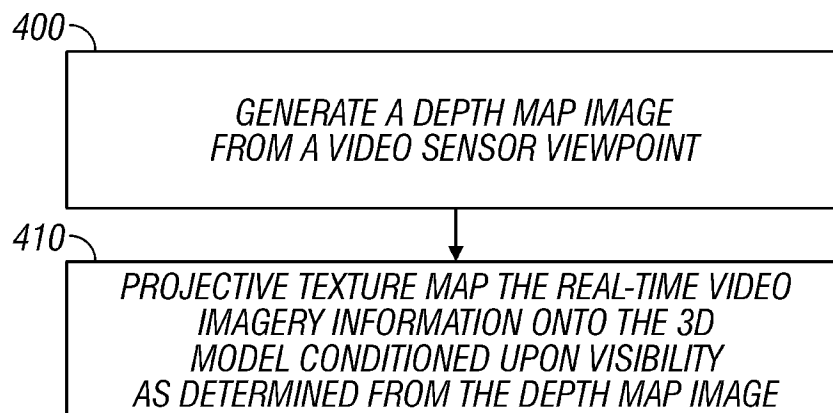 400
GENERATE A DEPTH MAP IMAGE
FROM A VIDEO SENSOR VIEWPOINT
410
PROJECTIVE TEXTURE MAP THE REAL-TIME VIDEO
IMAGERY INFORMATION ONTO THE 3D
MODEL CONDITIONED UPON VISIBILITY
AS DETERMINED FROM THE DEPTH MAP IMAGE